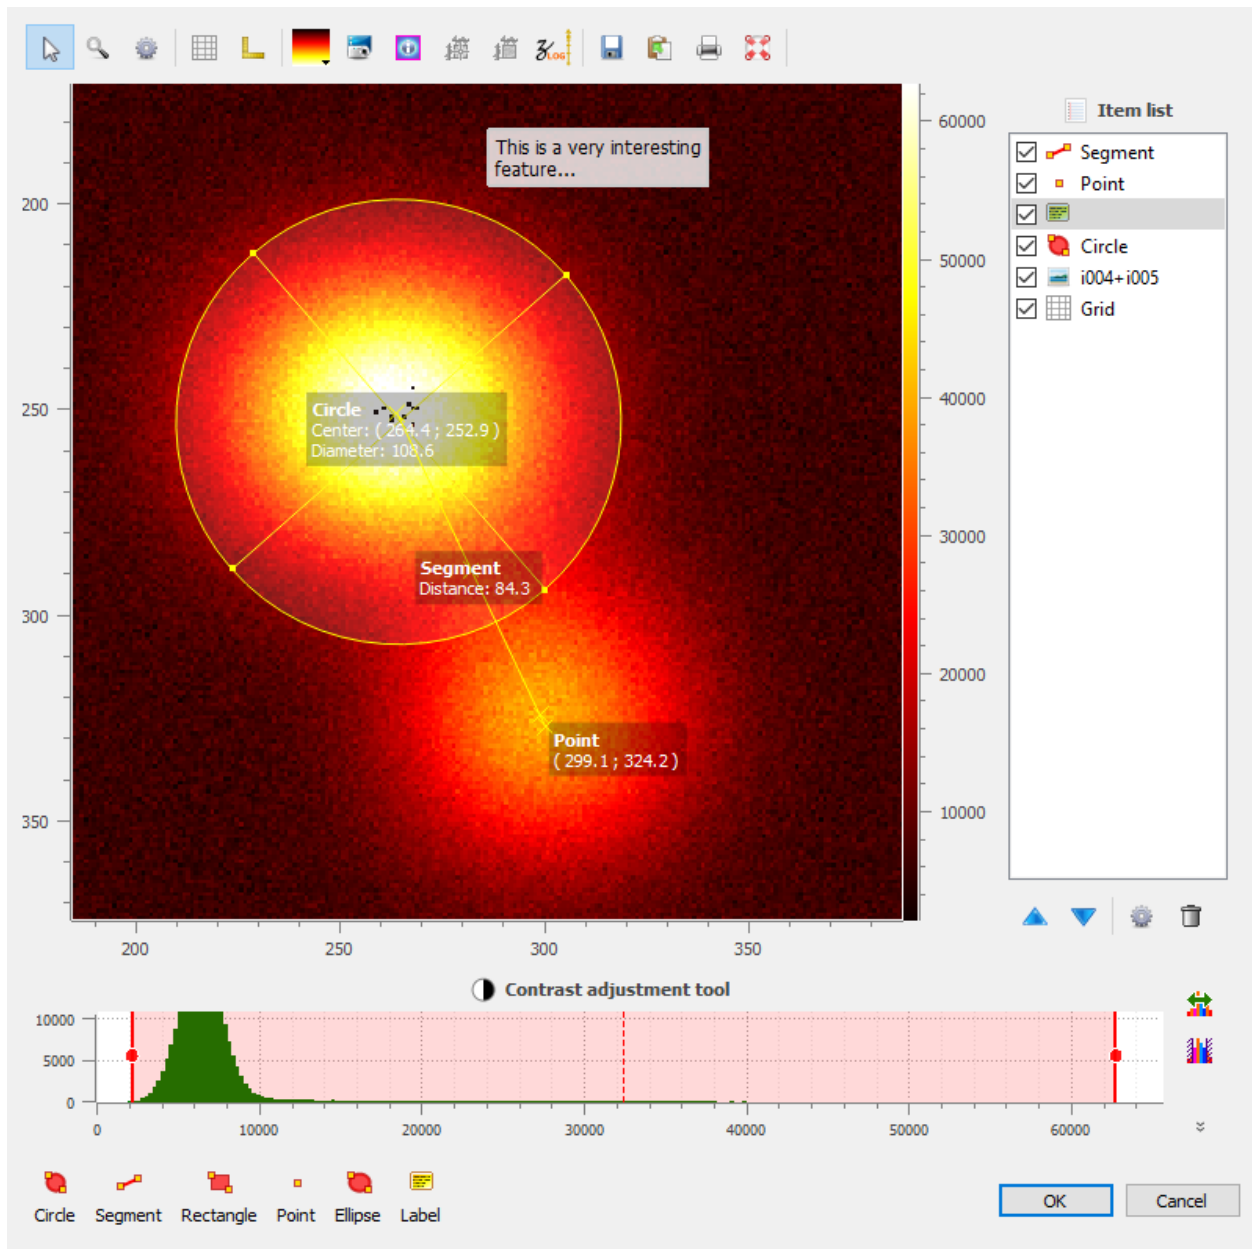 LOG
This is a very interesting
feature...
200
250
300
350
Circle
Center: ( 264.4 ; 252.9 )
Diameter: 108.6
Segment
Distance: 84.3
Point
( 299.1 ; 324.2 )
200
250
300
350
60000
50000
40000
30000
20000
10000
Item list
Segment
Point
Circle
i004+i005
Grid
Contrast adjustment tool
10000
5000
0
0
10000
20000
30000
40000
50000
60000
Circle
Segment
Rectangle
Point
Ellipse
Label
OK
Cancel